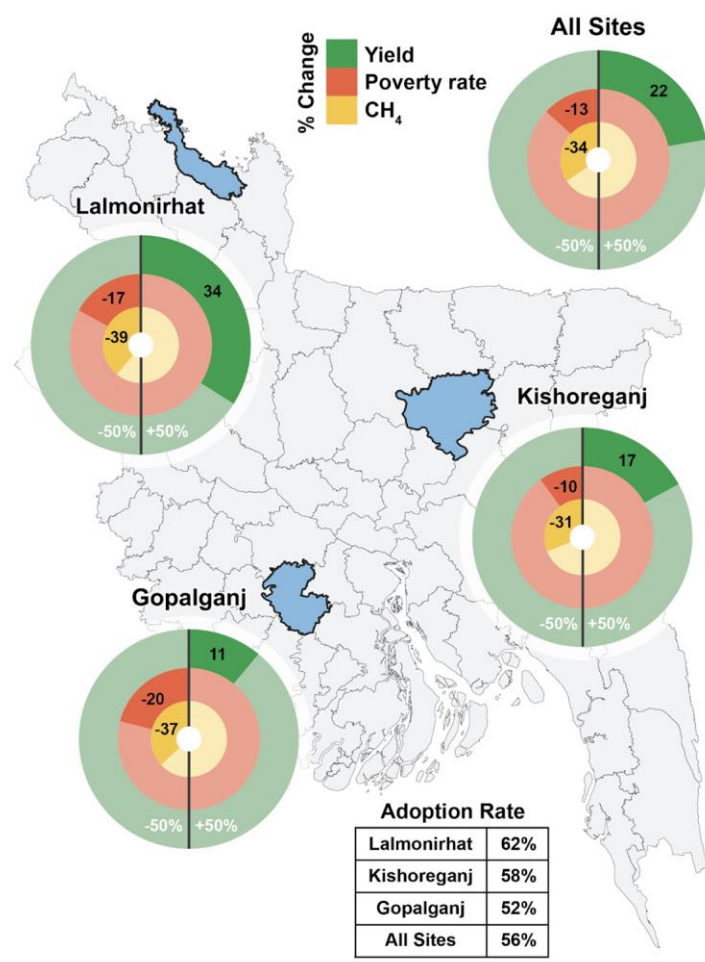 All Sites
% Change
Yield
Poverty rate
CH₄
22
-13
-34
-50% +50%
Lalmonirhat
34
-17
-39
-50% +50%
Kishoreganj
17
-10
-31
-50% +50%
Gopalganj
11
-20
-37
-50% +50%
Adoption Rate
Lalmonirhat 62%
Kishoreganj 58%
Gopalganj 52%
All Sites 56%